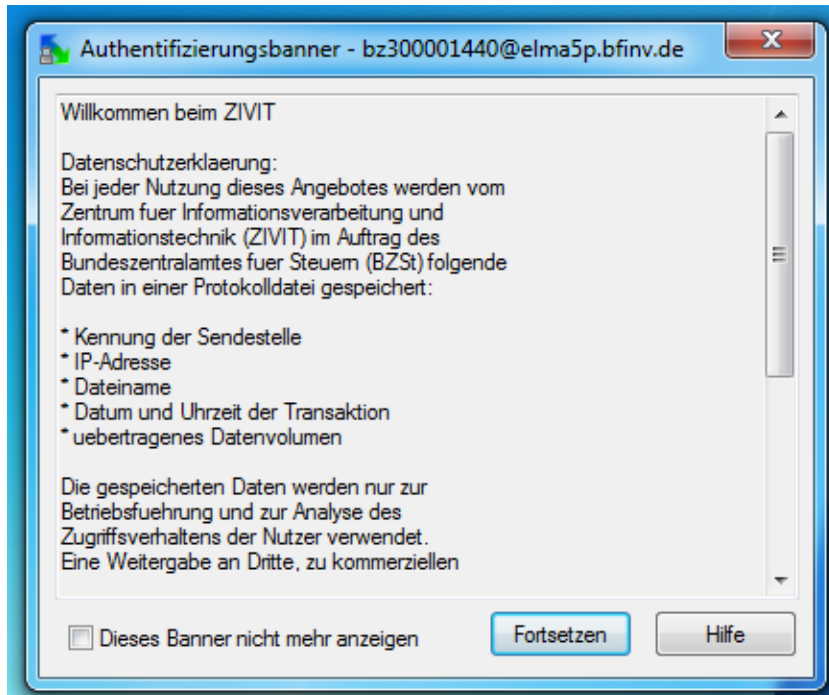 Authentifizierungsbanner - bz300001440@elma5p.bfinv.de
Willkommen beim ZIVIT
Datenschutzerklaerung:
Bei jeder Nutzung dieses Angebotes werden vom
Zentrum fuer Informationsverarbeitung und
Informationstechnik (ZIVIT) im Auftrag des
Bundeszentralamtes fuer Steuern (BZSt) folgende
Daten in einer Protokolldatei gespeichert:
* Kennung der Sendestelle
* IP-Adresse
* Dateiname
* Datum und Uhrzeit der Transaktion
* uebertragenes Datenvolumen
Die gespeicherten Daten werden nur zur
Betriebsfuehrung und zur Analyse des
Zugriffsverhaltens der Nutzer verwendet.
Eine Weitergabe an Dritte, zu kommerziellen
Dieses Banner nicht mehr anzeigen
Fortsetzen
Hilfe